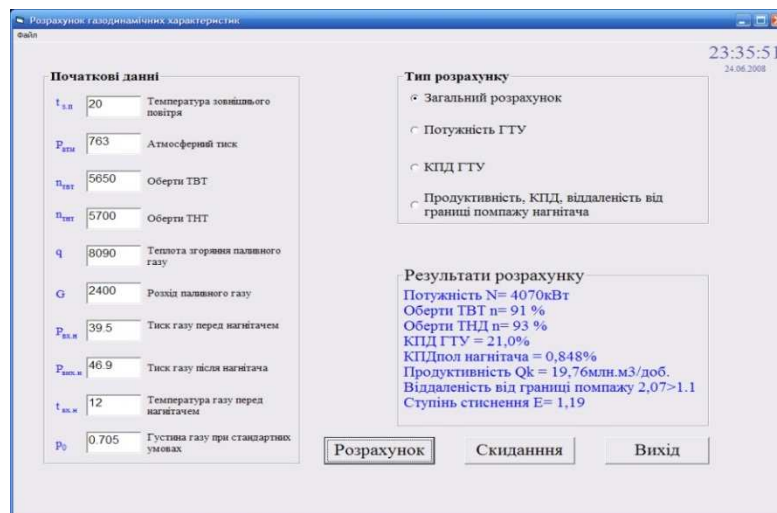 Розрахунок газодинамічних характеристик
Файл
23:35:51
24.06.2008
Початкові данні
t з.п 20 Температура зовнішнього повітря
Pатм 763 Атмосферний тиск
nтвт 5650 Оберти ТВТ
nтнт 5700 Оберти ТНТ
q 8090 Теплота згоряння паливного газу
G 2400 Розхід паливного газу
Pвх.н 39.5 Тиск газу перед нагнітачем
Pвих.н 46.9 Тиск газу після нагнітача
t вх.н 12 Температура газу перед нагнітачем
P0 0.705 Густина газу при стандартних умовах
Тип розрахунку
Загальний розрахунок
Потужність ГТУ
КПД ГТУ
Продуктивність, КПД, віддаленість від
границі помпажу нагнітача
Результати розрахунку
Потужність N= 4070кВт
Оберти ТВТ n= 91 %
Оберти ТНД n= 93 %
КПД ГТУ = 21,0%
КПДпол нагнітача = 0,848%
Продуктивність Qk = 19,76млн.м3/доб.
Віддаленість від границі помпажу 2,07>1.1
Ступінь стиснення E= 1,19
Розрахунок
Скиданння
Вихід